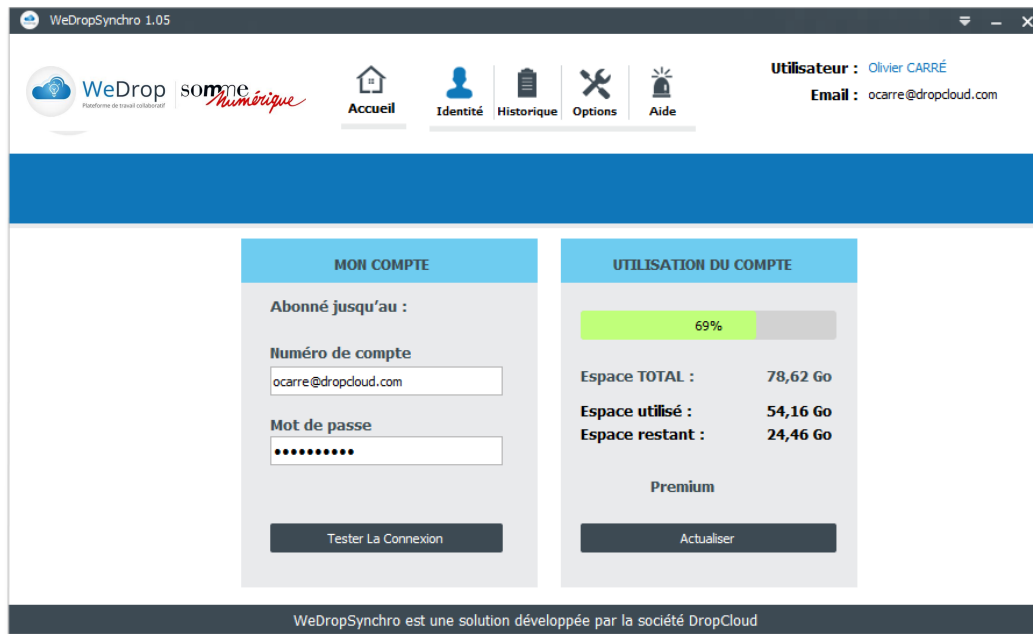 WeDropSynchro 1.05
WeDrop
Plateforme de travail collaboratif
somme
numérique
Accueil
Identité
Historique
Options
Aide
Utilisateur : Olivier CARRÉ
Email : ocarre@dropcloud.com
MON COMPTE
Abonné jusqu'au :
Numéro de compte
ocarre@dropcloud.com
Mot de passe
••••••••••
Tester La Connexion
UTILISATION DU COMPTE
69%
Espace TOTAL : 78,62 Go
Espace utilisé : 54,16 Go
Espace restant : 24,46 Go
Premium
Actualiser
WeDropSynchro est une solution développée par la société DropCloud